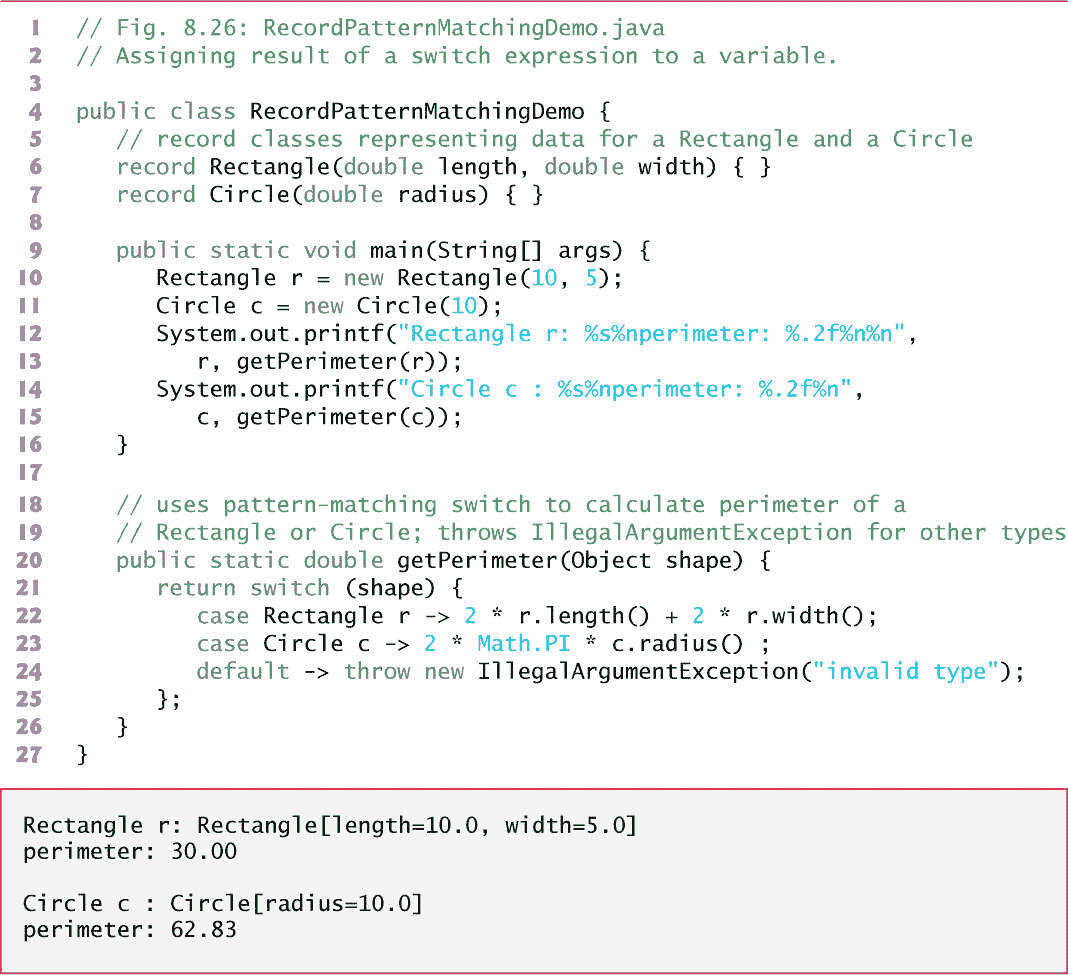 1 // Fig. 8.26: RecordPatternMatchingDemo.java
2 // Assigning result of a switch expression to a variable.
3
4 public class RecordPatternMatchingDemo {
5 // record classes representing data for a Rectangle and a Circle
6 record Rectangle(double length, double width) { }
7 record Circle(double radius) { }
8
9 public static void main(String[] args) {
10 Rectangle r = new Rectangle(10, 5);
11 Circle c = new Circle(10);
12 System.out.printf("Rectangle r: %s%nperimeter: %.2f%n%n",
13 r, getPerimeter(r));
14 System.out.printf("Circle c : %s%nperimeter: %.2f%n",
15 c, getPerimeter(c));
16 }
17
18 // uses pattern-matching switch to calculate perimeter of a
19 // Rectangle or Circle; throws IllegalArgumentException for other types
20 public static double getPerimeter(Object shape) {
21 return switch (shape) {
22 case Rectangle r -> 2 * r.length() + 2 * r.width();
23 case Circle c -> 2 * Math.PI * c.radius() ;
24 default -> throw new IllegalArgumentException("invalid type");
25 };
26 }
27 }
Rectangle r: Rectangle[length=10.0, width=5.0]
perimeter: 30.00
Circle c : Circle[radius=10.0]
perimeter: 62.83